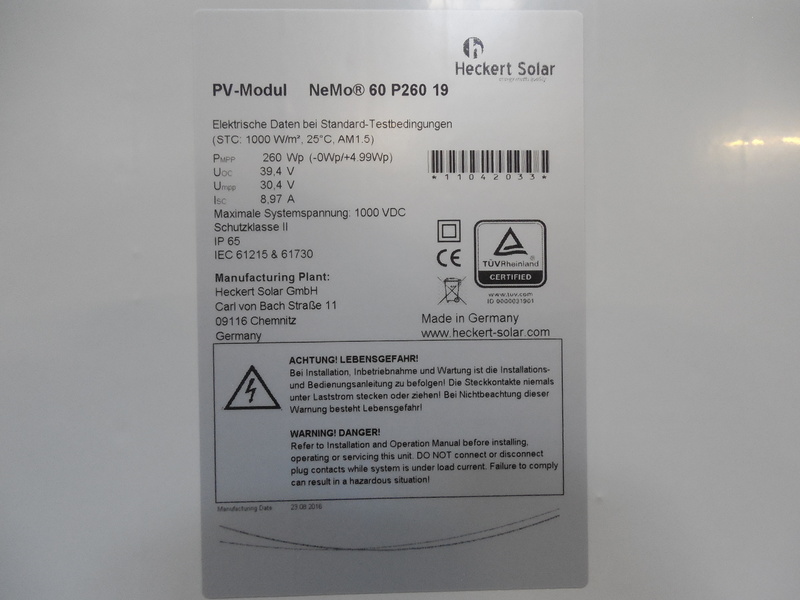 Heckert Solar
PV-Modul NeMo® 60 P260 19
Elektrische Daten bei Standard-Testbedingungen
(STC: 1000 W/m², 25°C, AM1.5)
PMPP 260 Wp (-0Wp/+4.99Wp)
UOC 39,4 V
Umpp 30,4 V
ISC 8,97 A
Maximale Systemspannung: 1000 VDC
Schutzklasse II
IP 65
IEC 61215 & 61730
*11042033*
CE
TÜVRheinland®
CERTIFIED
www.tuv.com
ID 0000031901
Manufacturing Plant:
Heckert Solar GmbH
Carl von Bach Straße 11
09116 Chemnitz
Germany
Made in Germany
www.heckert-solar.com
ACHTUNG! LEBENSGEFAHR!
Bei Installation, Inbetriebnahme und Wartung ist die Installations-
und Bedienungsanleitung zu befolgen! Die Steckkontakte niemals
unter Laststrom stecken oder ziehen! Bei Nichtbeachtung dieser
Warnung besteht Lebensgefahr!
WARNING! DANGER!
Refer to Installation and Operation Manual before installing,
operating or servicing this unit. DO NOT connect or disconnect
plug contacts while system is under load current. Failure to comply
can result in a hazardous situation!
Manufacturing Date: 23.08.2016